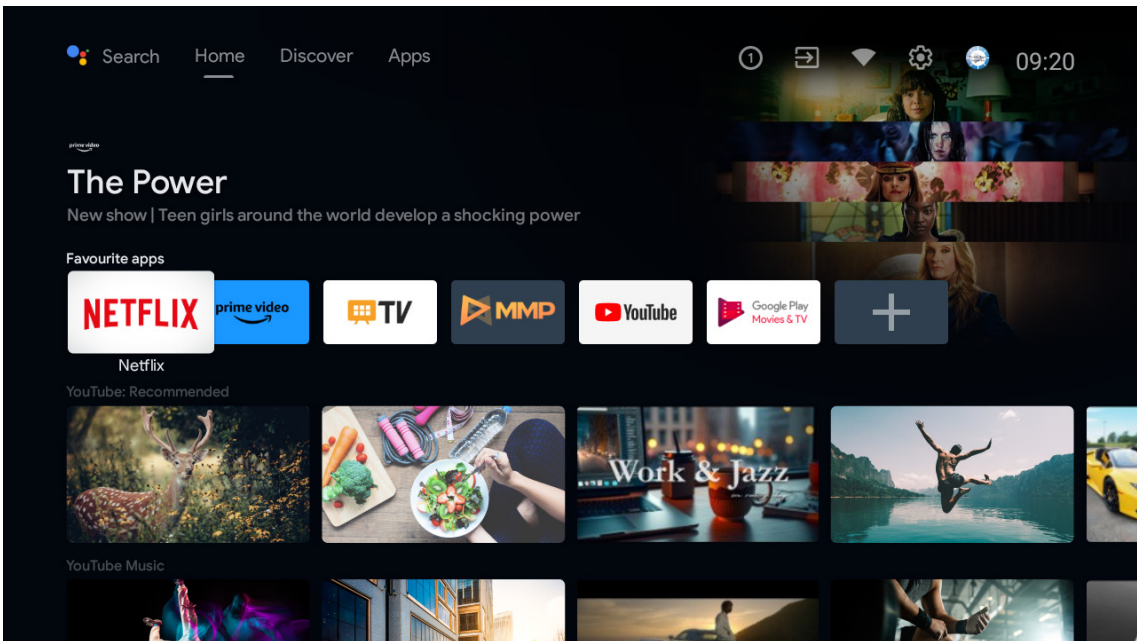 Search Home Discover Apps 1 09:20
prime video
The Power
New show | Teen girls around the world develop a shocking power
Favourite apps
NETFLIX prime video TV MMP YouTube Google Play
Movies & TV
Netflix
YouTube: Recommended
Work & Jazz
YouTube Music